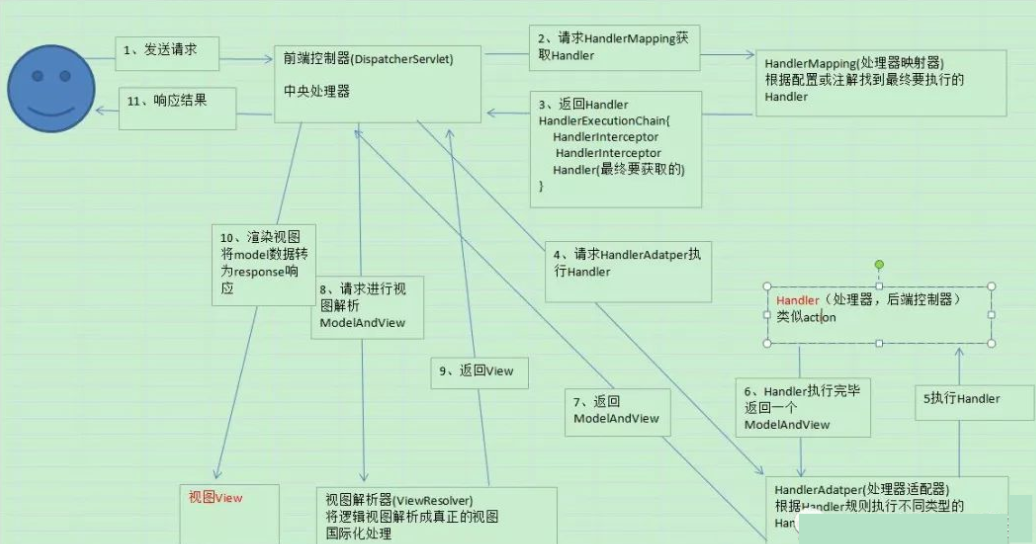 1、发送请求
前端控制器(DispatcherServlet)
中央处理器
2、请求HandlerMapping获
取Handler
HandlerMapping(处理器映射器)
根据配置或注解找到最终要执行的
Handler
11、响应结果
3、返回Handler
HandlerExecutionChain{
HandlerInterceptor
HandlerInterceptor
Handler(最终要获取的)
}
10、渲染视图
将model数据转
为response响
应
8、请求进行视
图解析
ModelAndView
4、请求HandlerAdatper执
行Handler
Handler（处理器，后端控制器）
类似action
9、返回View
7、返回
ModelAndView
6、Handler执行完毕
返回一个
ModelAndView
5执行Handler
视图View
视图解析器(ViewResolver)
将逻辑视图解析成真正的视图
国际化处理
HandlerAdatper(处理器适配器)
根据Handler规则执行不同类型的